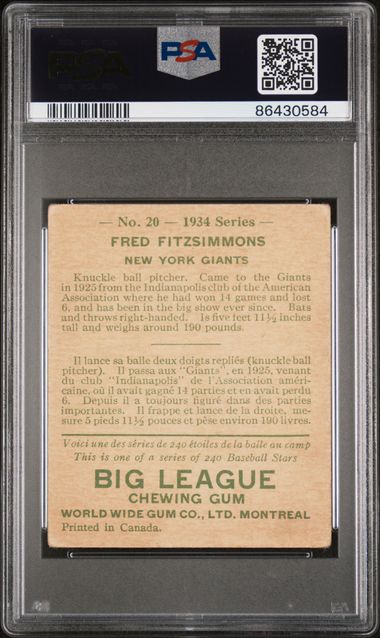 PSA
PSA
86430584
— No. 20 — 1934 Series —
FRED FITZSIMMONS
NEW YORK GIANTS
Knuckle ball pitcher. Came to the Giants
in 1925 from the Indianapolis club of the American
Association where he had won 14 games and lost
6, and has been in the big show ever since. Bats
and throws right-handed. Is five feet 11½ inches
tall and weighs around 190 pounds.
Il lance sa balle deux doigts repliés (knuckle ball
pitcher). Il passa aux "Giants", en 1925, venant
du club "Indianapolis" de l'Association améri-
caine, où il avait gagné 14 parties et en avait perdu
6. Depuis il a toujours figuré dans des parties
importantes. Il frappe et lance de la droite, me-
sure 5 pieds 11½ pouces et pèse environ 190 livres.
Voici une des séries de 240 étoiles de la balle au camp
This is one of a series of 240 Baseball Stars
BIG LEAGUE
CHEWING GUM
WORLD WIDE GUM CO., LTD. MONTREAL
Printed in Canada.